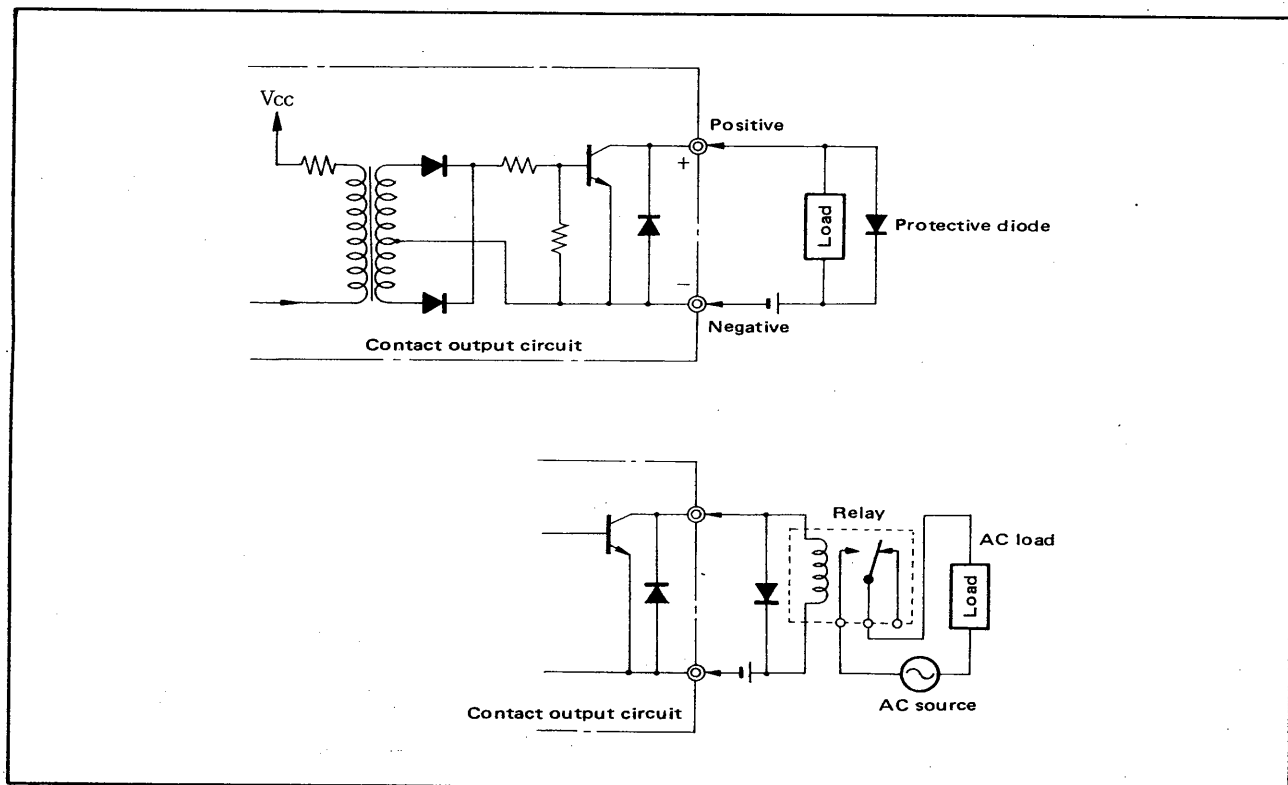 Vcc
Positive
+
Load
Protective diode
−
Negative
Contact output circuit
Relay
AC load
Load
AC source
Contact output circuit